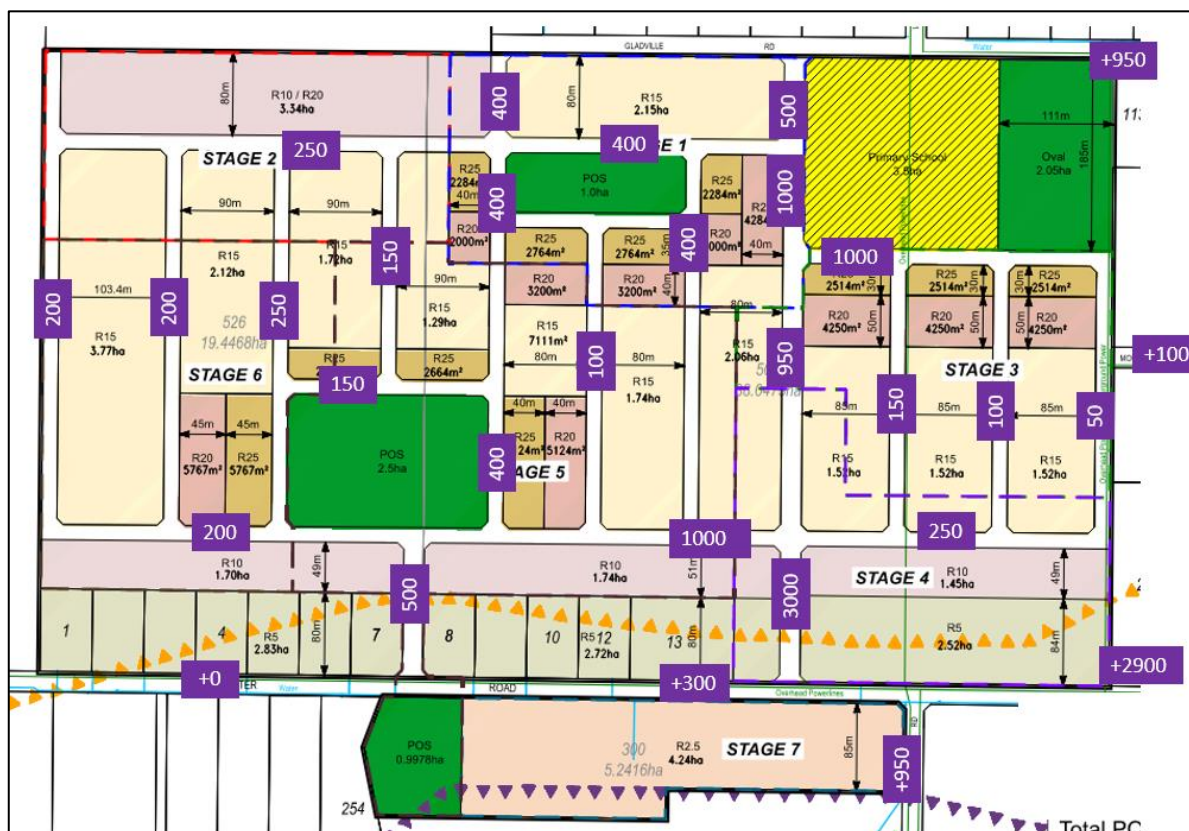 GLADVILLE RD
Water
+950
80m
R10 / R20
3.34ha
400
80m
R15
2.15ha
500
111m
STAGE 2
250
400
Primary School
3.5ha
Oval
2.05ha
185m
90m
90m
R25
2284m²
40m
R20
2000m²
400
POS
1.0ha
R25
2284m²
R20
40m
1000
R15
2.12ha
R15
1.72ha
150
90m
R25
2764m²
R25
2764m²
35m
400
1000
200
103.4m
200
250
R20
3200m²
R20
3200m²
40m
80m
R25
2514m²
30m
R25
2514m²
30m
R25
2514m²
30m
526
19.4468ha
R15
3.77ha
R15
1.29ha
R15
7111m²
100
R15
2.06ha
950
R20
4250m²
50m
R20
4250m²
50m
R20
4250m²
50m
+100
STAGE 6
R25
150
R25
2664m²
80m
80m
R15
1.74ha
STAGE 3
85m
150
85m
100
85m
50
Overhead Powerlines
45m
45m
R20
5767m²
R25
5767m²
POS
2.5ha
400
40m
40m
R25
R20
5124m²
R15
R15
1.52ha
R15
1.52ha
200
1000
250
R10
1.70ha
49m
500
R10
1.74ha
51m
3000
STAGE 4
R10
1.45ha
49m
1
4
R5
2.83ha
80m
7
8
10
R5
12
2.72ha
13
80m
R5
2.52ha
84m
+0
Water
ROAD
+300
Overhead Powerlines
+2900
POS
0.9978ha
300
5.2416ha
R2.5
4.24ha
STAGE 7
85m
+950
RD
254